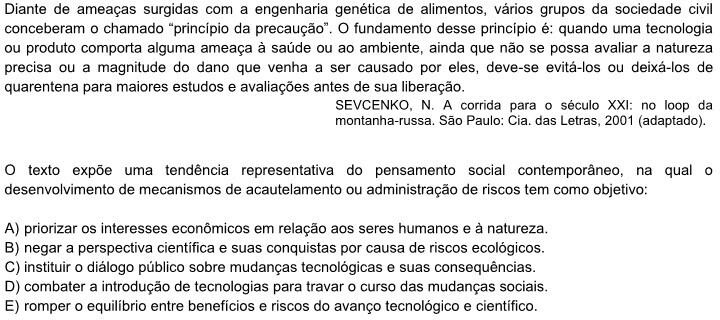 Diante de ameaças surgidas com a engenharia genética de alimentos, vários grupos da sociedade civil
conceberam o chamado “princípio da precaução”. O fundamento desse princípio é: quando uma tecnologia
ou produto comporta alguma ameaça à saúde ou ao ambiente, ainda que não se possa avaliar a natureza
precisa ou a magnitude do dano que venha a ser causado por eles, deve-se evitá-los ou deixá-los de
quarentena para maiores estudos e avaliações antes de sua liberação.
SEVCENKO, N. A corrida para o século XXI: no loop da
montanha-russa. São Paulo: Cia. das Letras, 2001 (adaptado).
O texto expõe uma tendência representativa do pensamento social contemporâneo, na qual o
desenvolvimento de mecanismos de acautelamento ou administração de riscos tem como objetivo:
A) priorizar os interesses econômicos em relação aos seres humanos e à natureza.
B) negar a perspectiva científica e suas conquistas por causa de riscos ecológicos.
C) instituir o diálogo público sobre mudanças tecnológicas e suas consequências.
D) combater a introdução de tecnologias para travar o curso das mudanças sociais.
E) romper o equilíbrio entre benefícios e riscos do avanço tecnológico e científico.